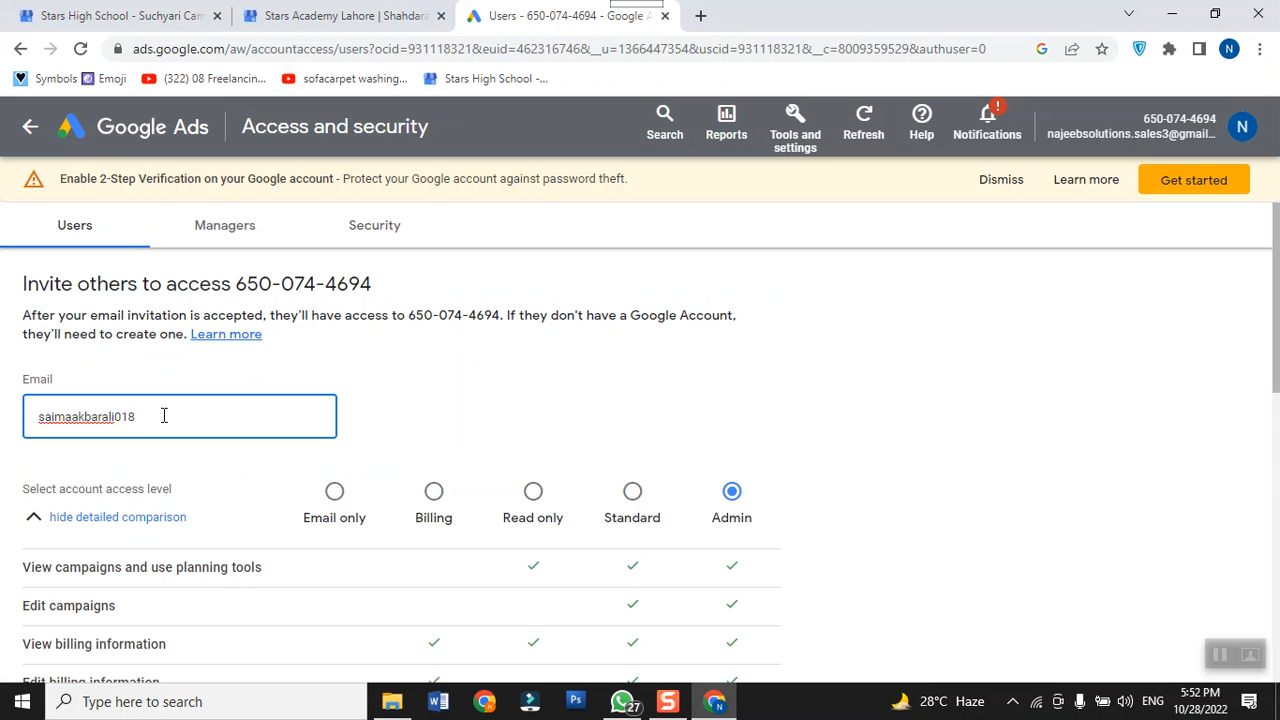 Stars High School - Suchyari Cam
Stars Academy Lahore | Shahdara
Users - 650-074-4694 - Google A
ads.google.com/aw/accountaccess/users?ocid=931118321&euid=462316746&__u=1366447354&uscid=931118321&__c=8009359529&authuser=0
Symbols
Emoji
(322) 08 Freelancin...
sofacarpet washing...
Stars High School -...
Google Ads
Access and security
Search
Reports
Tools and settings
Refresh
Help
Notifications
650-074-4694
najeebsolutions.sales3@gmail...
N
Enable 2-Step Verification on your Google account - Protect your Google account against password theft.
Dismiss
Learn more
Get started
Users
Managers
Security
Invite others to access 650-074-4694
After your email invitation is accepted, they'll have access to 650-074-4694. If they don't have a Google Account,
they'll need to create one. Learn more
Email
saimaakbarali018
Select account access level
hide detailed comparison
Email only
Billing
Read only
Standard
Admin
View campaigns and use planning tools
Edit campaigns
View billing information
Edit billing information
Type here to search
27
28°C Haze
ENG
5:52 PM
10/28/2022